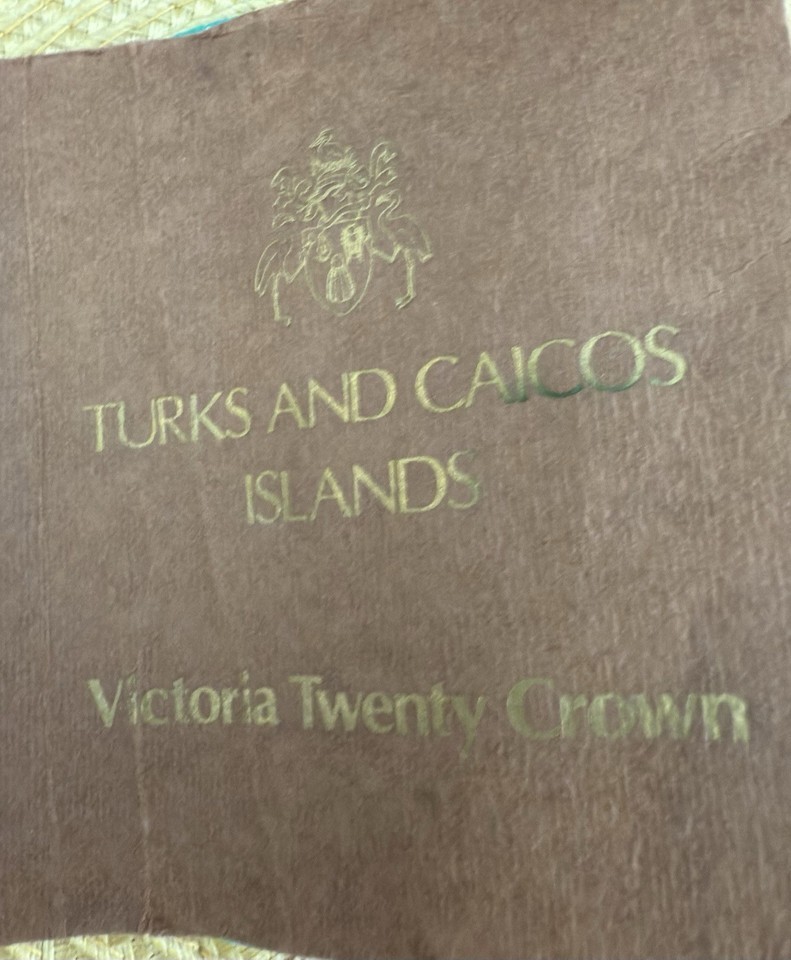 TURKS AND CAICOS
ISLANDS
Victoria Twenty Crown